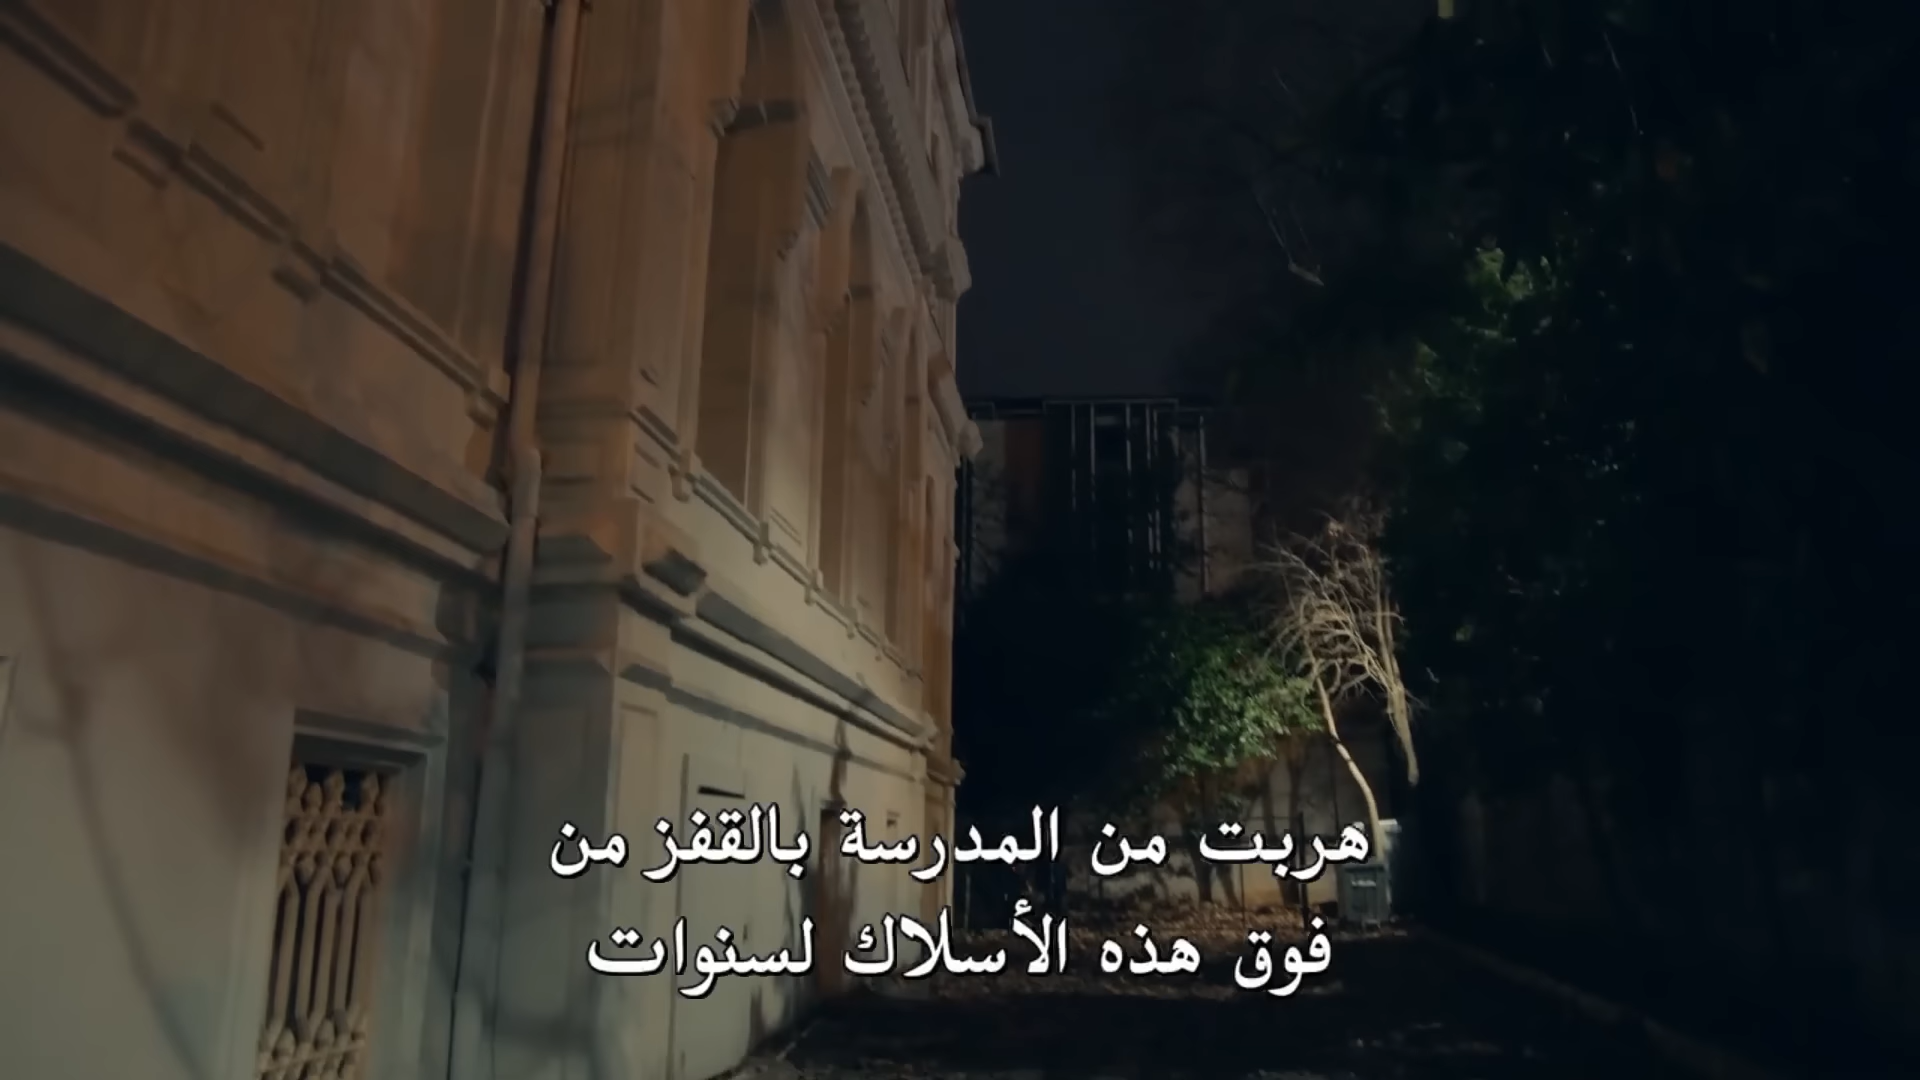 هربت من المدرسة بالقفز من
فوق هذه الأسلاك لسنوات